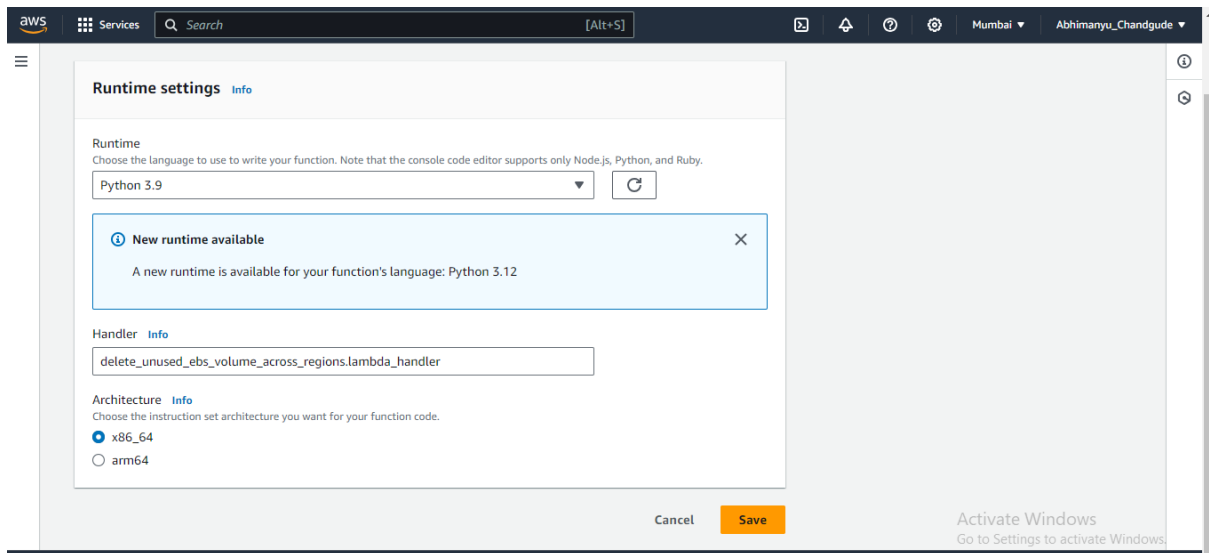 aws
Services
Search [Alt+S]
Mumbai ▼
Abhimanyu_Chandgude ▼
Runtime settings Info
Runtime
Choose the language to use to write your function. Note that the console code editor supports only Node.js, Python, and Ruby.
Python 3.9
New runtime available
A new runtime is available for your function's language: Python 3.12
Handler Info
delete_unused_ebs_volume_across_regions.lambda_handler
Architecture Info
Choose the instruction set architecture you want for your function code.
x86_64
arm64
Cancel
Save
Activate Windows
Go to Settings to activate Windows.